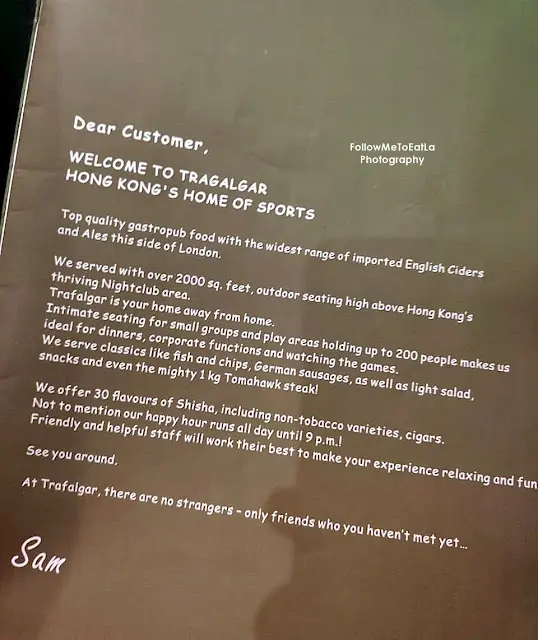 Dear Customer,
FollowMeToEatLa
Photography
WELCOME TO TRAGALGAR
HONG KONG'S HOME OF SPORTS
Top quality gastropub food with the widest range of imported English Ciders
and Ales this side of London.
We served with over 2000 sq. feet, outdoor seating high above Hong Kong's
thriving Nightclub area.
Trafalgar is your home away from home.
Intimate seating for small groups and play areas holding up to 200 people makes us
ideal for dinners, corporate functions and watching the games.
We serve classics like fish and chips, German sausages, as well as light salad,
snacks and even the mighty 1 kg Tomahawk steak!
We offer 30 flavours of Shisha, including non-tobacco varieties, cigars.
Not to mention our happy hour runs all day until 9 p.m.!
Friendly and helpful staff will work their best to make your experience relaxing and fun
See you around,
At Trafalgar, there are no strangers – only friends who you haven't met yet...
Sam